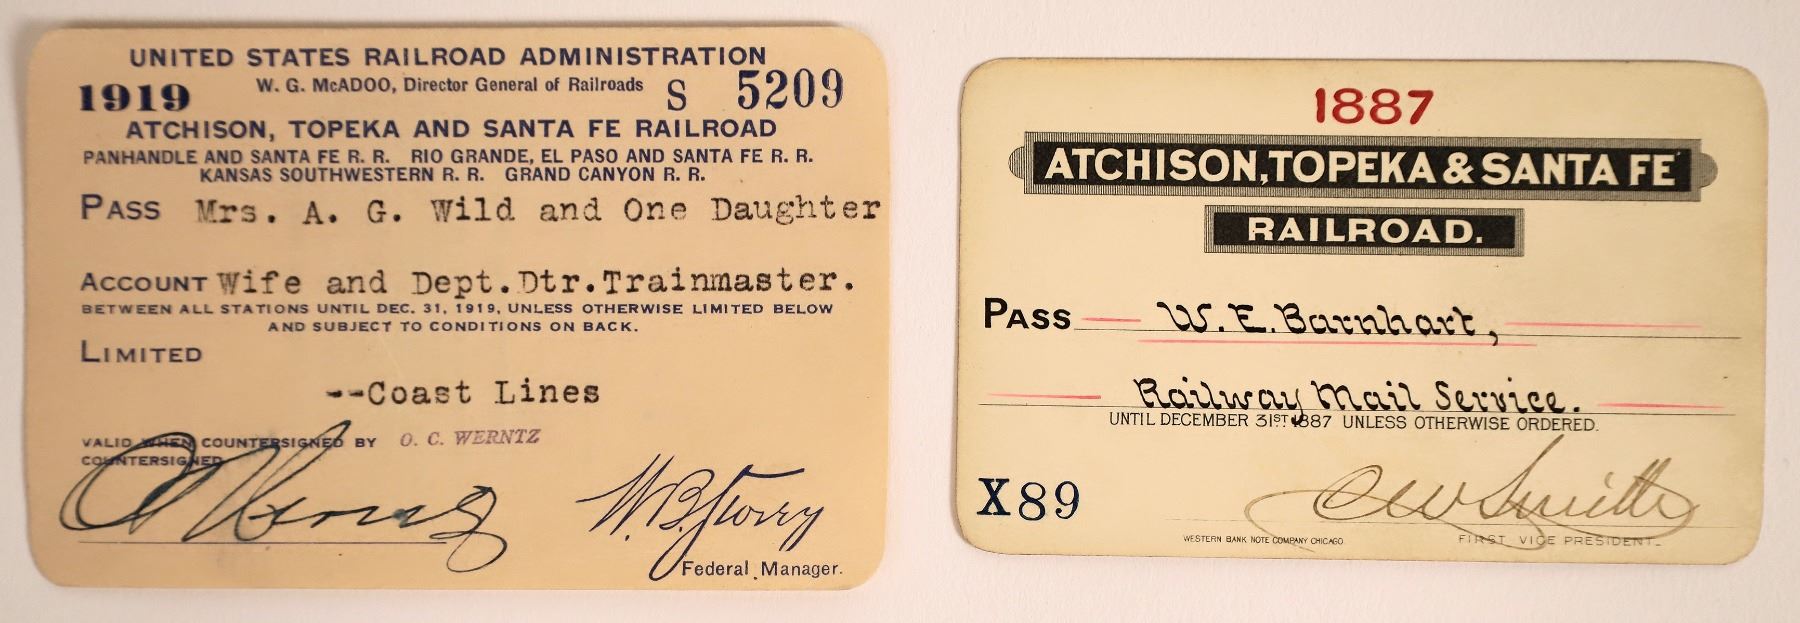 UNITED STATES RAILROAD ADMINISTRATION
W. G. McADOO, Director General of Railroads
1919 S 5209
ATCHISON, TOPEKA AND SANTA FE RAILROAD
PANHANDLE AND SANTA FE R. R. RIO GRANDE, EL PASO AND SANTA FE R. R.
KANSAS SOUTHWESTERN R. R. GRAND CANYON R. R.
PASS Mrs. A. G. Wild and One Daughter
ACCOUNT Wife and Dept.Dtr.Trainmaster.
BETWEEN ALL STATIONS UNTIL DEC. 31, 1919, UNLESS OTHERWISE LIMITED BELOW
AND SUBJECT TO CONDITIONS ON BACK.
LIMITED
--Coast Lines
VALID WHEN COUNTERSIGNED BY O. C. WERNTZ
COUNTERSIGNED
O C Werntz
W.B. Storey
Federal Manager.
1887
ATCHISON, TOPEKA & SANTA FE
RAILROAD.
PASS W. E. Barnhart,
Railway Mail Service.
UNTIL DECEMBER 31ST 1887 UNLESS OTHERWISE ORDERED.
X89
C W Smith
WESTERN BANK NOTE COMPANY CHICAGO
FIRST VICE PRESIDENT.